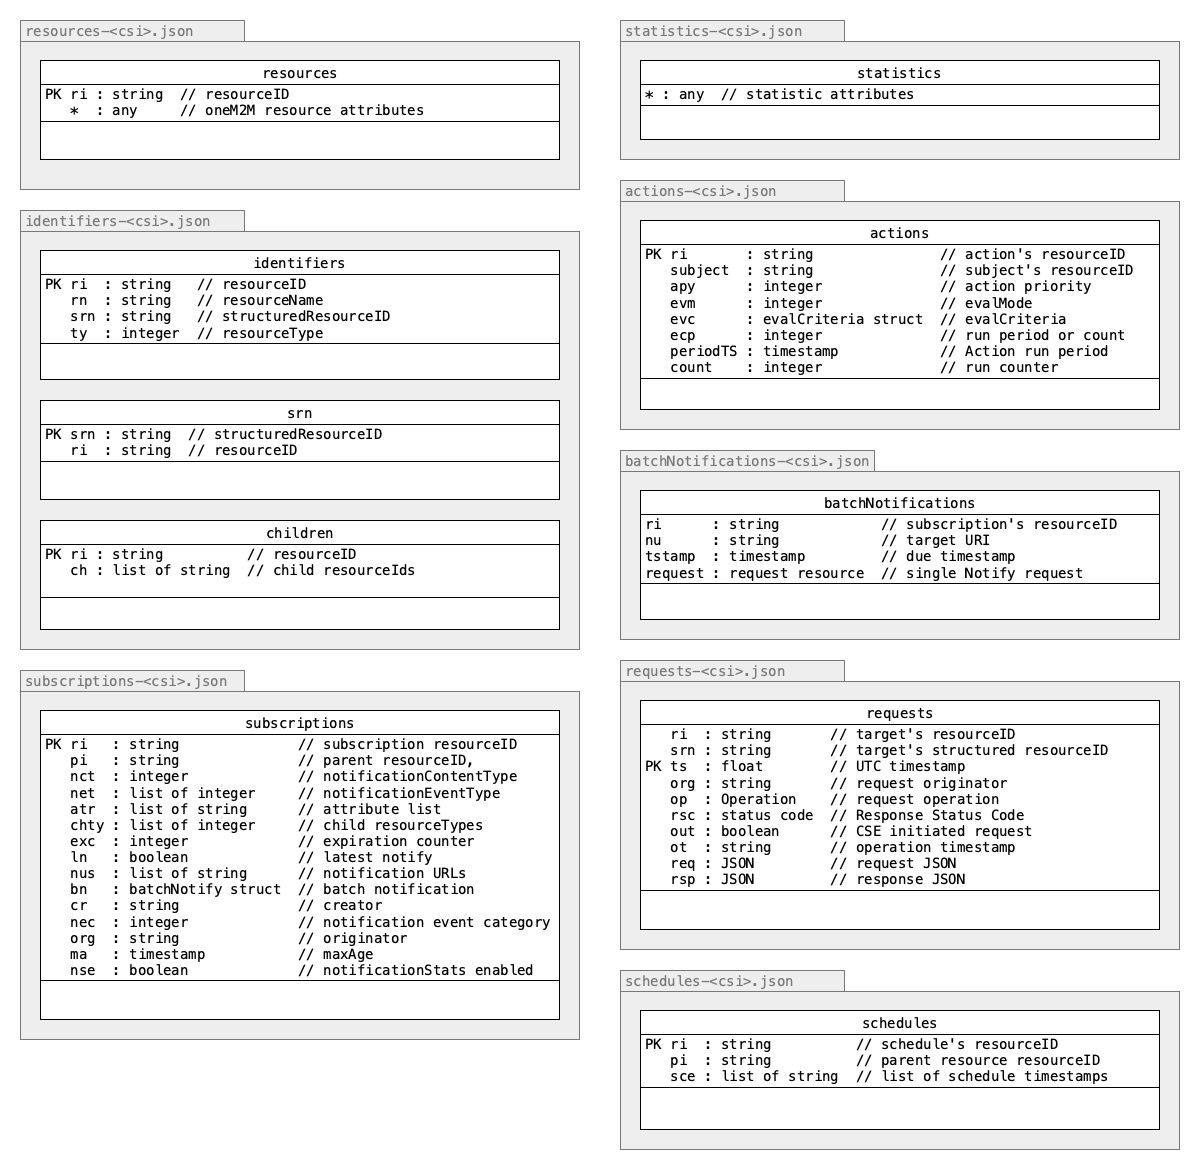 resources-<csi>.json
resources
PK ri : string  // resourceID
   *  : any     // oneM2M resource attributes
identifiers-<csi>.json
identifiers
PK ri  : string   // resourceID
   rn  : string   // resourceName
   srn : string   // structuredResourceID
   ty  : integer  // resourceType
srn
PK srn : string  // structuredResourceID
   ri  : string  // resourceID
children
PK ri : string          // resourceID
   ch : list of string  // child resourceIds
subscriptions-<csi>.json
subscriptions
PK ri   : string              // subscription resourceID
   pi   : string              // parent resourceID,
   nct  : integer             // notificationContentType
   net  : list of integer     // notificationEventType
   atr  : list of string      // attribute list
   chty : list of integer     // child resourceTypes
   exc  : integer             // expiration counter
   ln   : boolean             // latest notify
   nus  : list of string      // notification URLs
   bn   : batchNotify struct  // batch notification
   cr   : string              // creator
   nec  : integer             // notification event category
   org  : string              // originator
   ma   : timestamp           // maxAge
   nse  : boolean             // notificationStats enabled
statistics-<csi>.json
statistics
* : any  // statistic attributes
actions-<csi>.json
actions
PK ri       : string               // action's resourceID
   subject  : string               // subject's resourceID
   apy      : integer              // action priority
   evm      : integer              // evalMode
   evc      : evalCriteria struct  // evalCriteria
   ecp      : integer              // run period or count
   periodTS : timestamp            // Action run period
   count    : integer              // run counter
batchNotifications-<csi>.json
batchNotifications
ri      : string            // subscription's resourceID
nu      : string            // target URI
tstamp  : timestamp         // due timestamp
request : request resource  // single Notify request
requests-<csi>.json
requests
   ri  : string       // target's resourceID
   srn : string       // target's structured resourceID
PK ts  : float        // UTC timestamp
   org : string       // request originator
   op  : Operation    // request operation
   rsc : status code  // Response Status Code
   out : boolean      // CSE initiated request
   ot  : string       // operation timestamp
   req : JSON         // request JSON
   rsp : JSON         // response JSON
schedules-<csi>.json
schedules
PK ri  : string          // schedule's resourceID
   pi  : string          // parent resource resourceID
   sce : list of string  // list of schedule timestamps